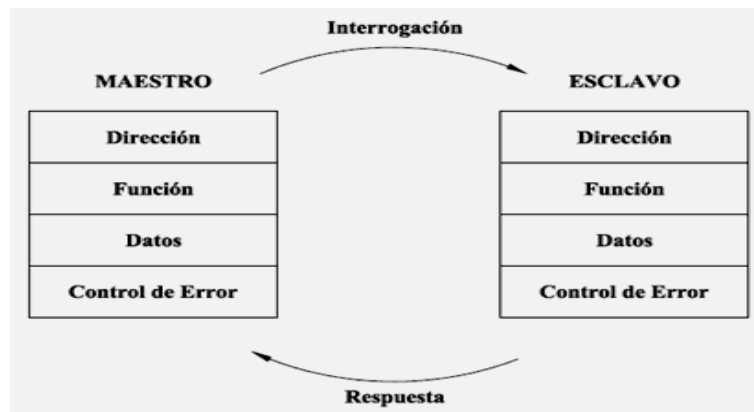 Interrogación
MAESTRO
ESCLAVO
Dirección
Dirección
Función
Función
Datos
Datos
Control de Error
Control de Error
Respuesta